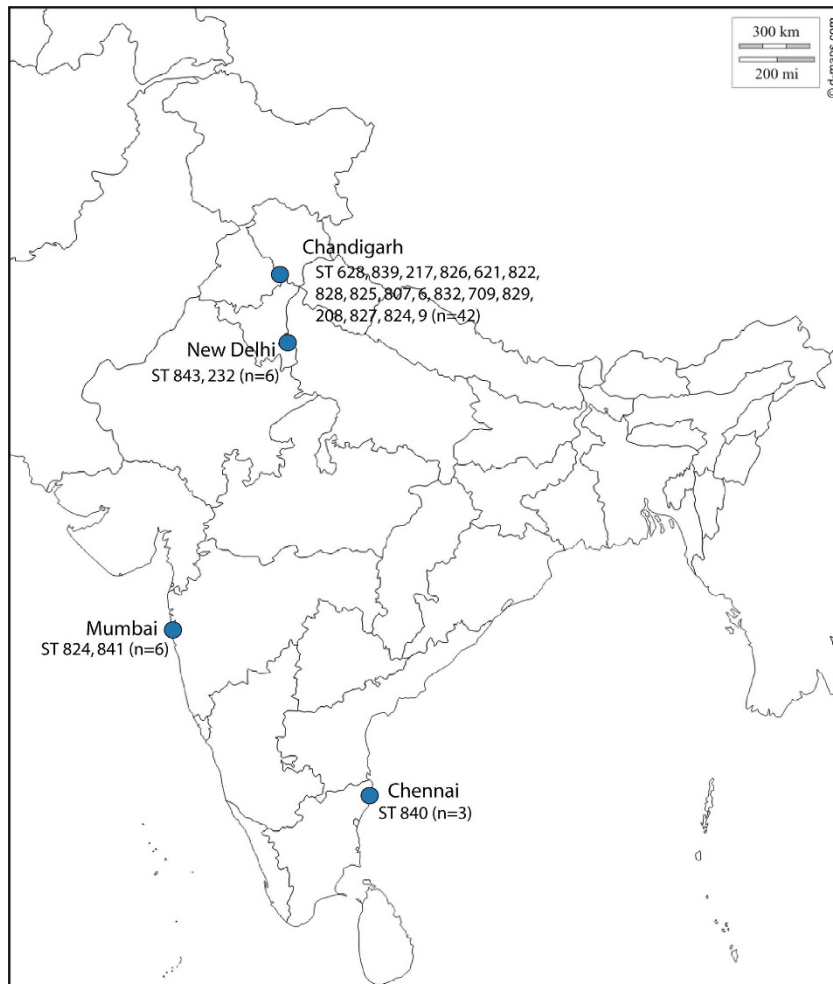 300 km
200 mi
© d-maps.com
Chandigarh
ST 628, 839, 217, 826, 621, 822,
828, 825, 807, 6, 832, 709, 829,
208, 827, 824, 9 (n=42)
New Delhi
ST 843, 232 (n=6)
Mumbai
ST 824, 841 (n=6)
Chennai
ST 840 (n=3)